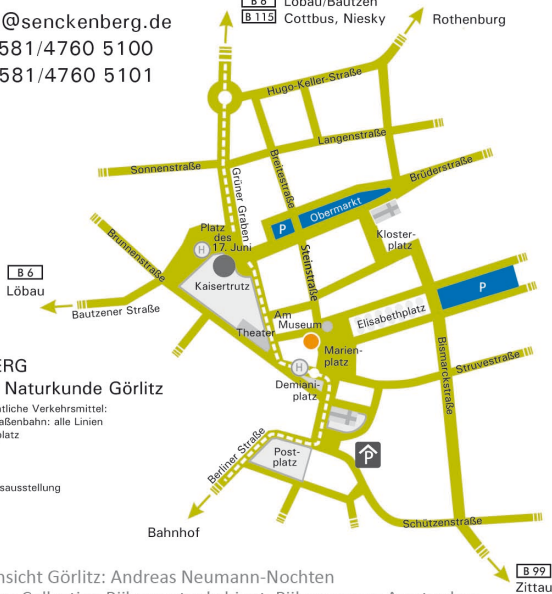 B 6 Löbau/Bautzen
B 115 Cottbus, Niesky
@senckenberg.de
581/4760 5100
581/4760 5101
Rothenburg
Hugo-Keller-Straße
Langenstraße
Sonnenstraße
Grüner Graben
Breitestraße
Brüderstraße
Obermarkt
P
Kloster-
platz
Platz
des
17. Juni
H
Brunnenstraße
Steinstraße
Kaisertrutz
B 6
Löbau
Bautzener Straße
P
Am
Museum
Elisabethplatz
Theater
Marien-
platz
Bismarckstraße
Struvestraße
ERG
Naturkunde Görlitz
H
Demiani-
platz
tliche Verkehrsmittel:
aßenbahn: alle Linien
platz
Berliner Straße
Post-
platz
P
sausstellung
Bahnhof
Schützenstraße
B 99
Zittau
nsicht Görlitz: Andreas Neumann-Nochten